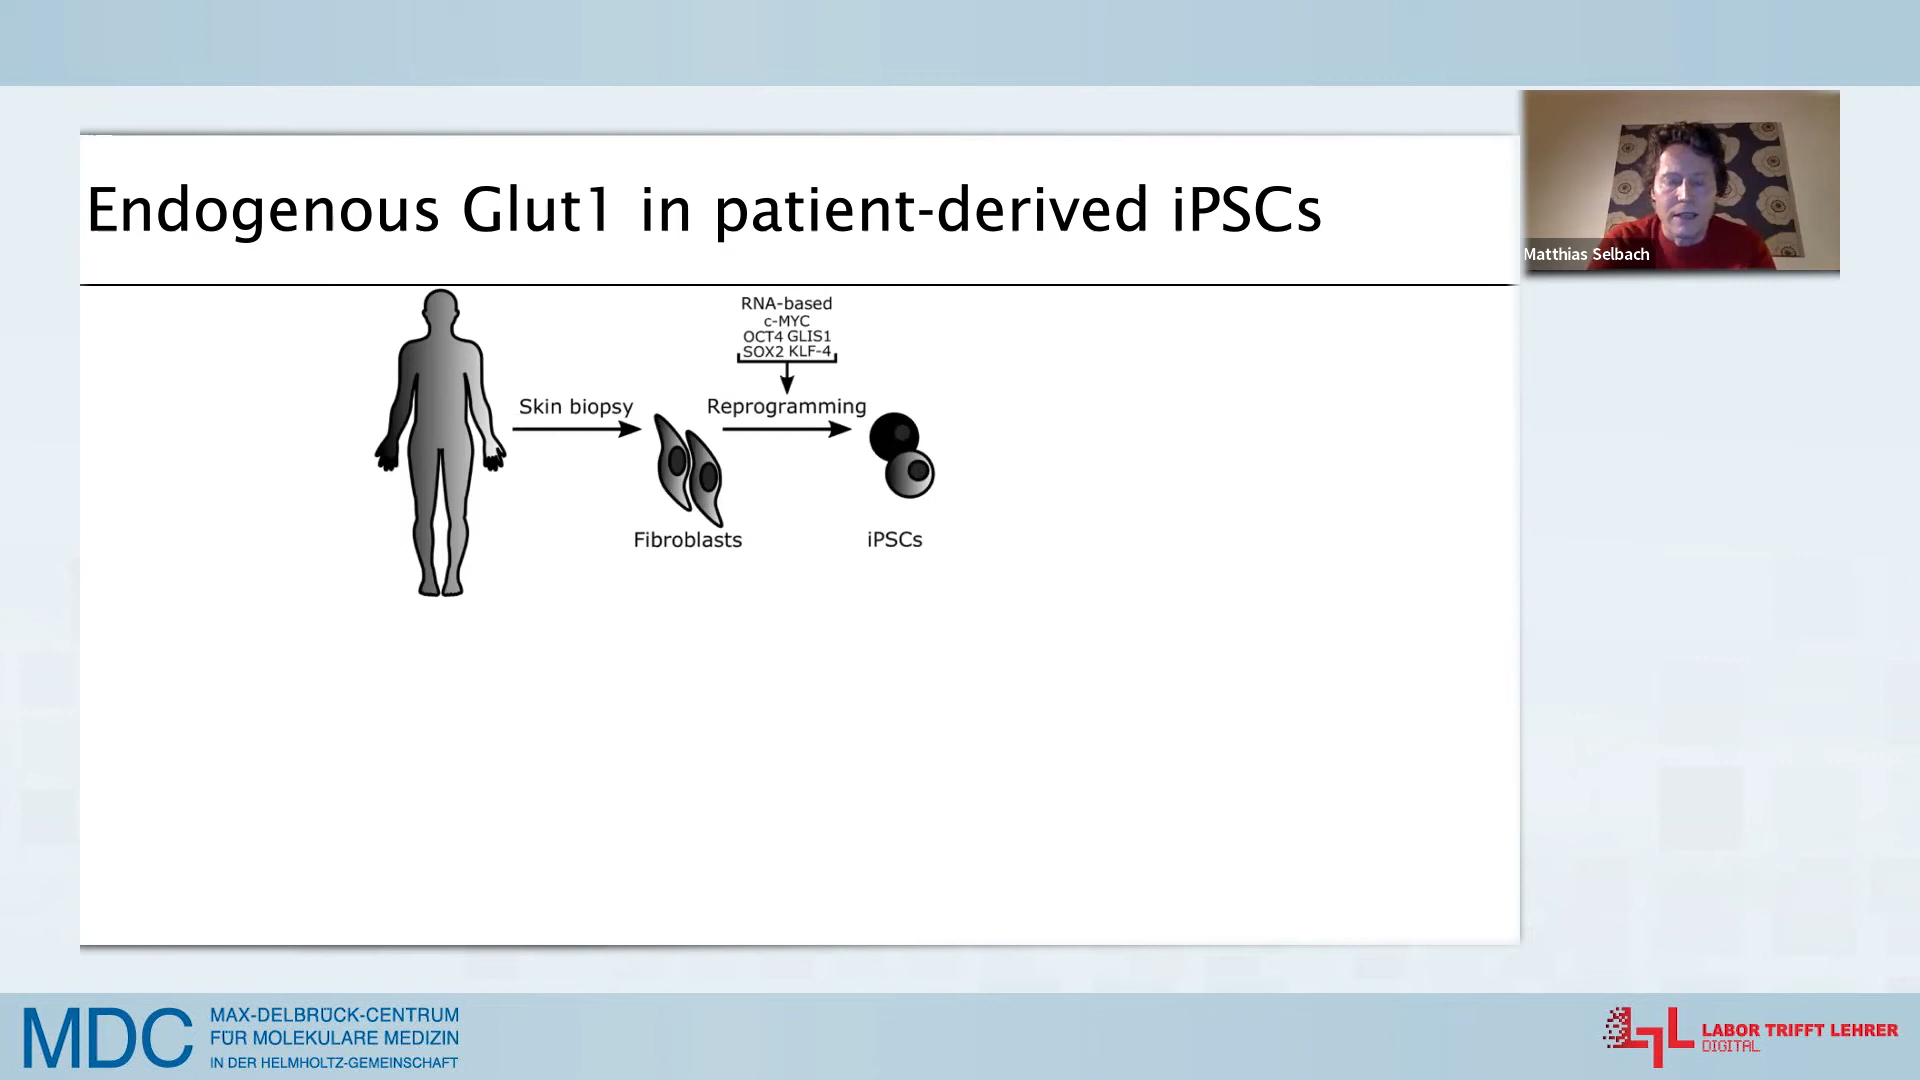 Endogenous Glut1 in patient-derived iPSCs
Matthias Selbach
RNA-based
c-MYC
OCT4 GLIS1
SOX2 KLF-4
Skin biopsy
Reprogramming
Fibroblasts
iPSCs
MDC
MAX-DELBRÜCK-CENTRUM
FÜR MOLEKULARE MEDIZIN
IN DER HELMHOLTZ-GEMEINSCHAFT
LTL
LABOR TRIFFT LEHRER
DIGITAL